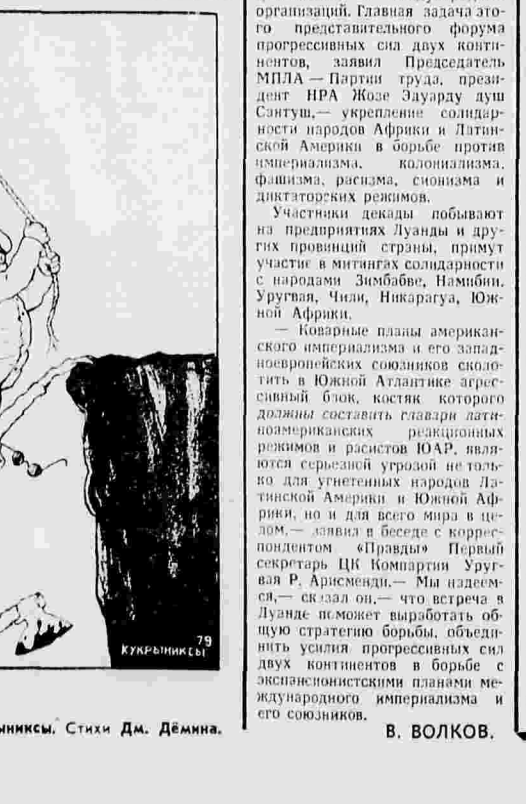 79
КУКРЫНИКСЫ
ыниксы. Стихи Дм. Дёмина.
организаций. Главная задача это-
го представительного форума
прогрессивных сил двух конти-
нентов, заявил Председатель
МПЛА — Партии труда, прези-
дент НРА Жозе Эдуарду душ
Сантуш,— укрепление солидар-
ности народов Африки и Латин-
ской Америки в борьбе против
империализма, колониализма,
фашизма, расизма, сионизма и
диктаторских режимов.
Участники декады побывают
на предприятиях Луанды и дру-
гих провинций страны, примут
участие в митингах солидарности
с народами Зимбабве, Намибии,
Уругвая, Чили, Никарагуа, Юж-
ной Африки.
— Коварные планы американ-
ского империализма и его запад-
ноевропейских союзников сколо-
тить в Южной Атлантике агрес-
сивный блок, костяк которого
должны составить главари лати-
ноамериканских реакционных
режимов и расистов ЮАР, явля-
ются серьезной угрозой не толь-
ко для угнетенных народов Ла-
тинской Америки и Южной Аф-
рики, но и для всего мира в це-
лом,— заявил в беседе с коррес-
пондентом «Правды» Первый
секретарь ЦК Компартии Уруг-
вая Р. Арисменди.— Мы надеем-
ся,— сказал он,— что встреча в
Луанде поможет выработать об-
щую стратегию борьбы, объеди-
нить усилия прогрессивных сил
двух континентов в борьбе с
экспансионистскими планами ме-
ждународного империализма и
его союзников.
В. ВОЛКОВ.